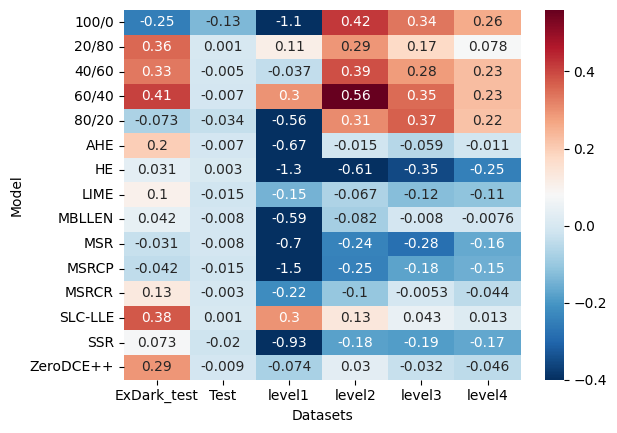 100/0 -0.25 -0.13 -1.1 0.42 0.34 0.26
20/80 0.36 0.001 0.11 0.29 0.17 0.078
40/60 0.33 -0.005 -0.037 0.39 0.28 0.23
60/40 0.41 -0.007 0.3 0.56 0.35 0.23
80/20 -0.073 -0.034 -0.56 0.31 0.37 0.22
AHE 0.2 -0.007 -0.67 -0.015 -0.059 -0.011
HE 0.031 0.003 -1.3 -0.61 -0.35 -0.25
LIME 0.1 -0.015 -0.15 -0.067 -0.12 -0.11
MBLLEN 0.042 -0.008 -0.59 -0.082 -0.008 -0.0076
MSR -0.031 -0.008 -0.7 -0.24 -0.28 -0.16
MSRCP -0.042 -0.015 -1.5 -0.25 -0.18 -0.15
MSRCR 0.13 -0.003 -0.22 -0.1 -0.0053 -0.044
SLC-LLE 0.38 0.001 0.3 0.13 0.043 0.013
SSR 0.073 -0.02 -0.93 -0.18 -0.19 -0.17
ZeroDCE++ 0.29 -0.009 -0.074 0.03 -0.032 -0.046
ExDark_test Test level1 level2 level3 level4
Datasets
Model
0.4
0.2
0.0
−0.2
−0.4